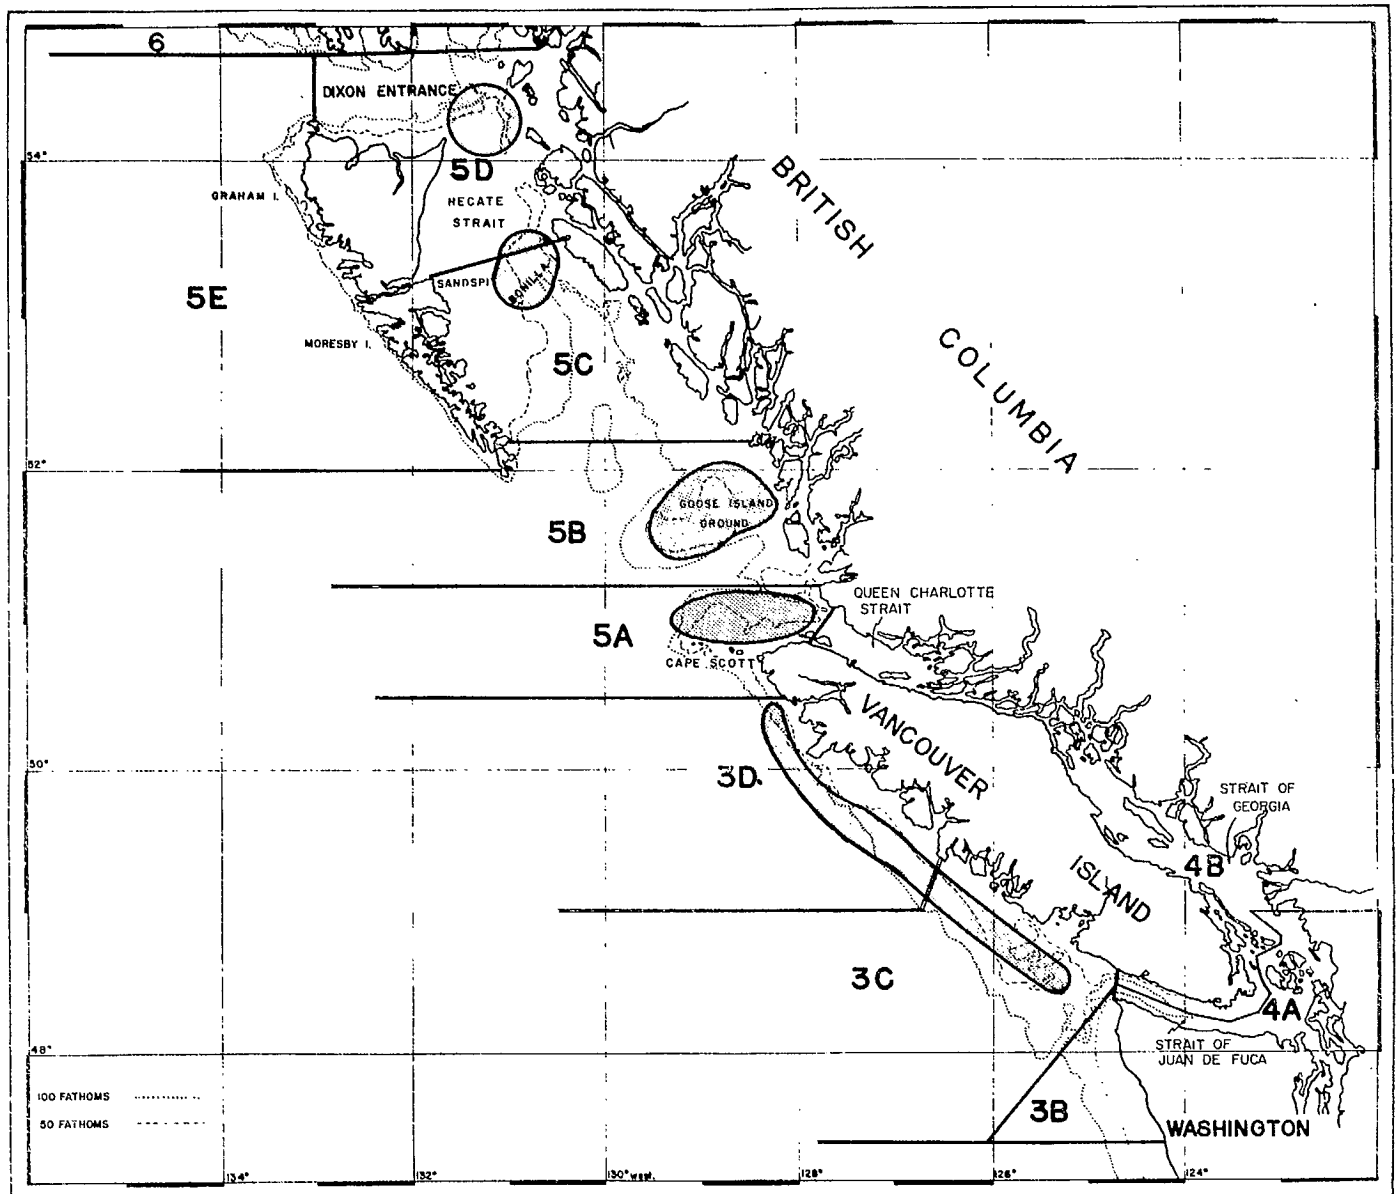 6
DIXON ENTRANCE
54°
5D
BRITISH
GRAHAM I.
HECATE
STRAIT
5E
SANDSPI
BONILLA
MORESBY I.
5C
COLUMBIA
52°
GOOSE ISLAND
GROUND
5B
QUEEN CHARLOTTE
STRAIT
5A
CAPE SCOTT
VANCOUVER
ISLAND
50°
3D
STRAIT OF
GEORGIA
4B
3C
4A
STRAIT OF
JUAN DE FUCA
48°
100 FATHOMS
50 FATHOMS
3B
WASHINGTON
134°
132°
130° west.
128°
126°
124°